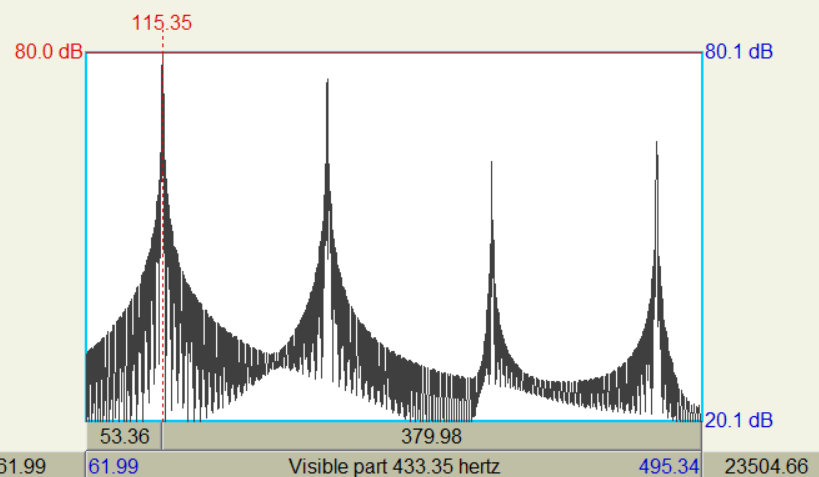 115.35
80.0 dB 80.1 dB
20.1 dB
53.36 379.98
61.99 61.99 Visible part 433.35 hertz 495.34 23504.66